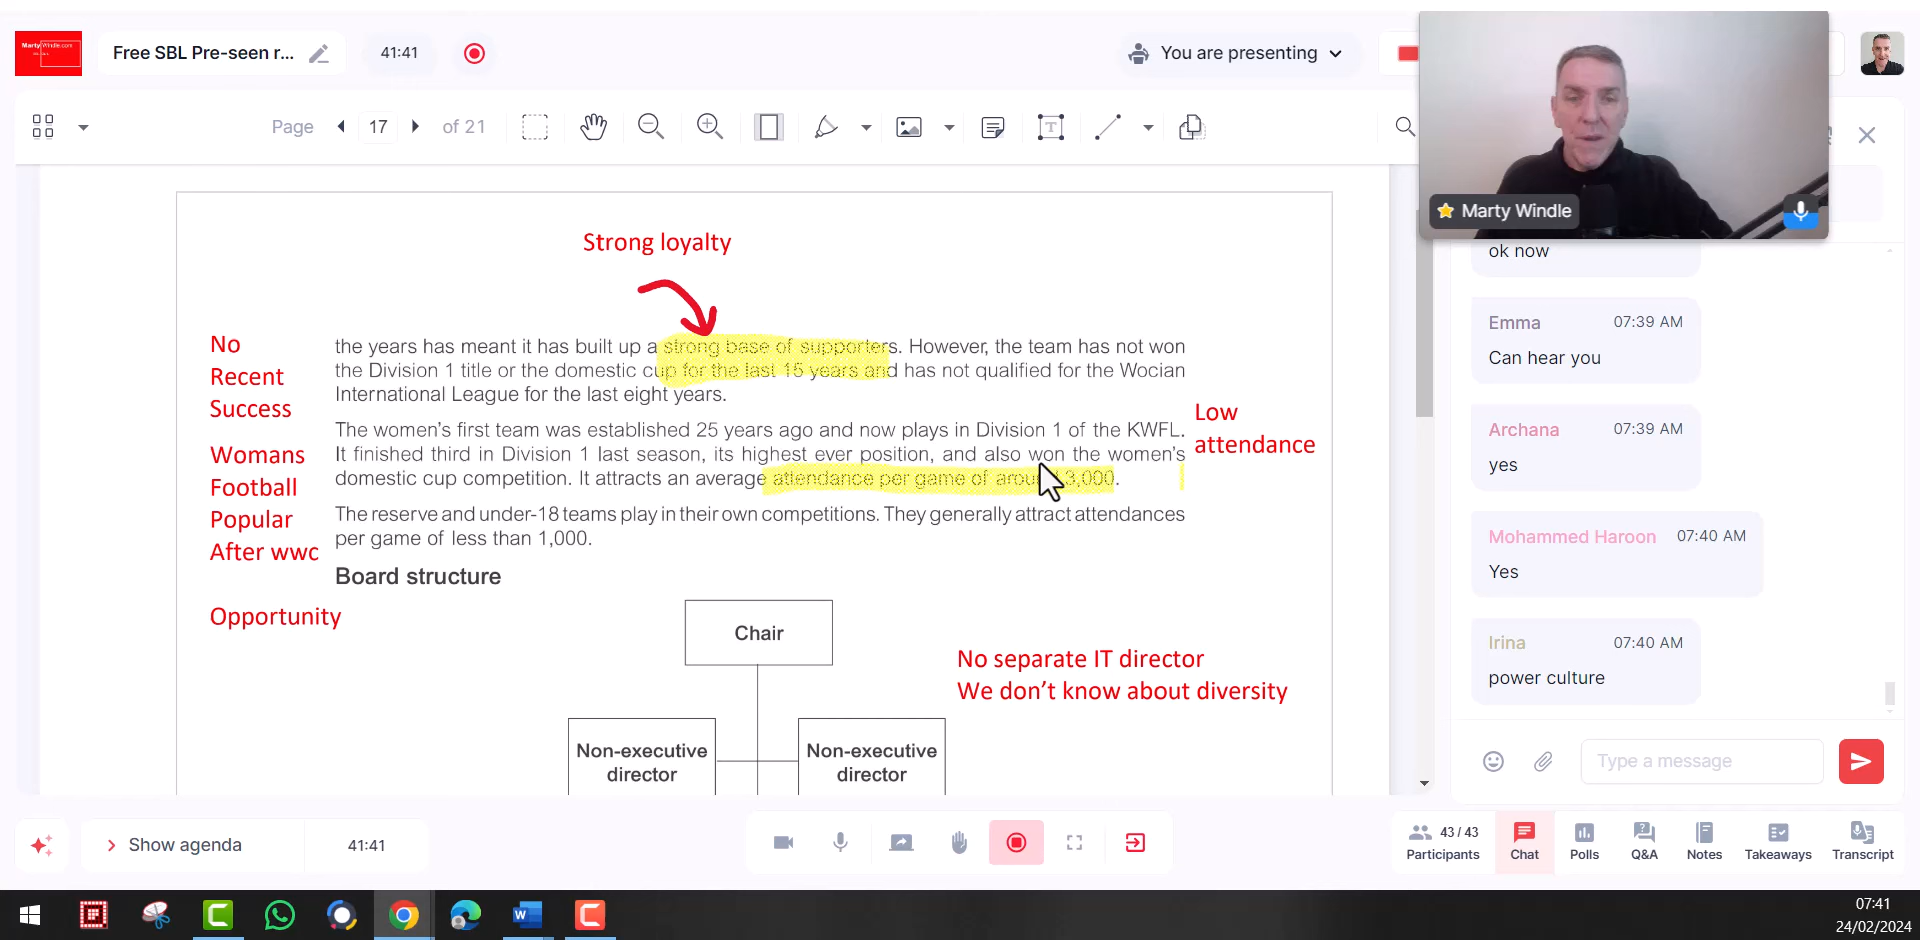 MartyWindle.com
Free SBL Pre-seen r...
41:41
You are presenting
Page
17
of 21
Marty Windle
Strong loyalty
No
Recent
Success
the years has meant it has built up a strong base of supporters. However, the team has not won
the Division 1 title or the domestic cup for the last 15 years and has not qualified for the Wocian
International League for the last eight years.
Low
attendance
Womans
Football
Popular
After wwc
The women’s first team was established 25 years ago and now plays in Division 1 of the KWFL.
It finished third in Division 1 last season, its highest ever position, and also won the women’s
domestic cup competition. It attracts an average attendance per game of around 3,000.
The reserve and under-18 teams play in their own competitions. They generally attract attendances
per game of less than 1,000.
Board structure
Opportunity
Chair
No separate IT director
We don’t know about diversity
Non-executive
director
Non-executive
director
ok now
Emma 07:39 AM
Can hear you
Archana 07:39 AM
yes
Mohammed Haroon 07:40 AM
Yes
Irina 07:40 AM
power culture
Type a message
Show agenda
41:41
43 / 43
Participants
Chat
Polls
Q&A
Notes
Takeaways
Transcript
07:41
24/02/2024